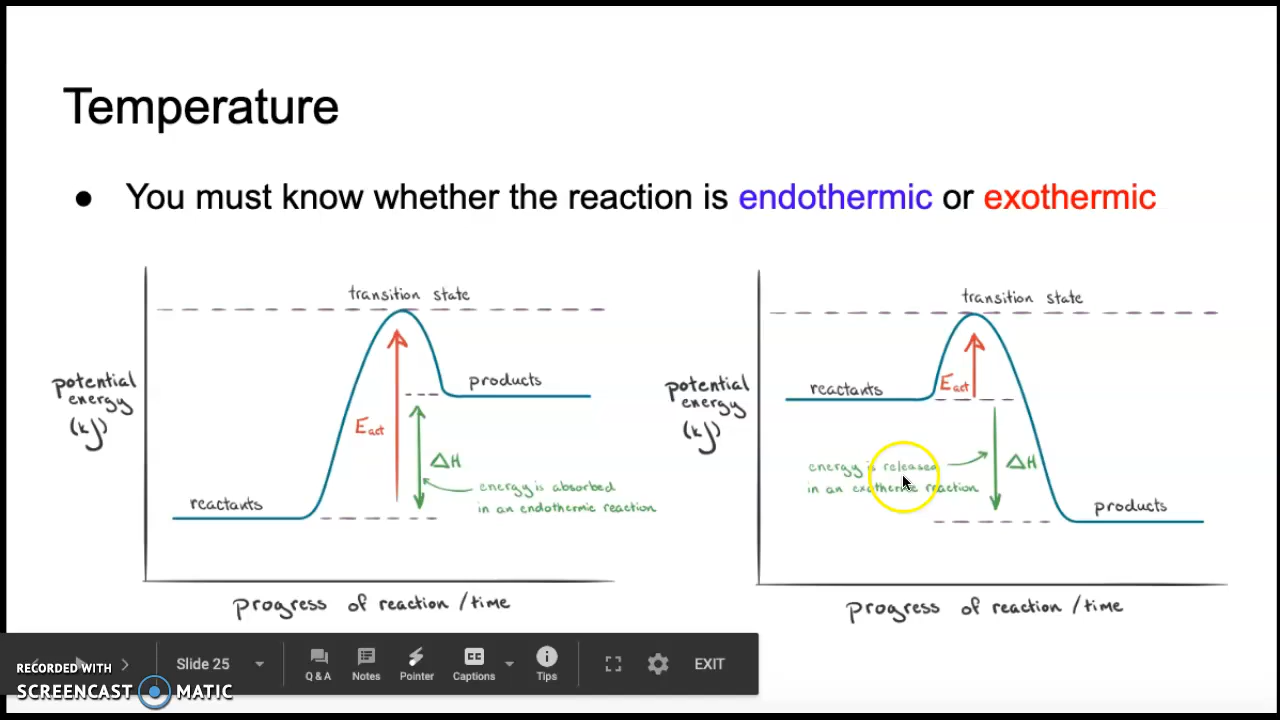 Temperature
● You must know whether the reaction is endothermic or exothermic
transition state
potential
energy
(kJ)
products
Eact
ΔH
energy is absorbed
in an endothermic reaction
reactants
progress of reaction / time
transition state
potential
energy
(kJ)
reactants
Eact
energy is released
in an exothermic reaction
ΔH
products
progress of reaction / time
RECORDED WITH
SCREENCAST MATIC
Slide 25
Q & A
Notes
Pointer
CC
Captions
Tips
EXIT